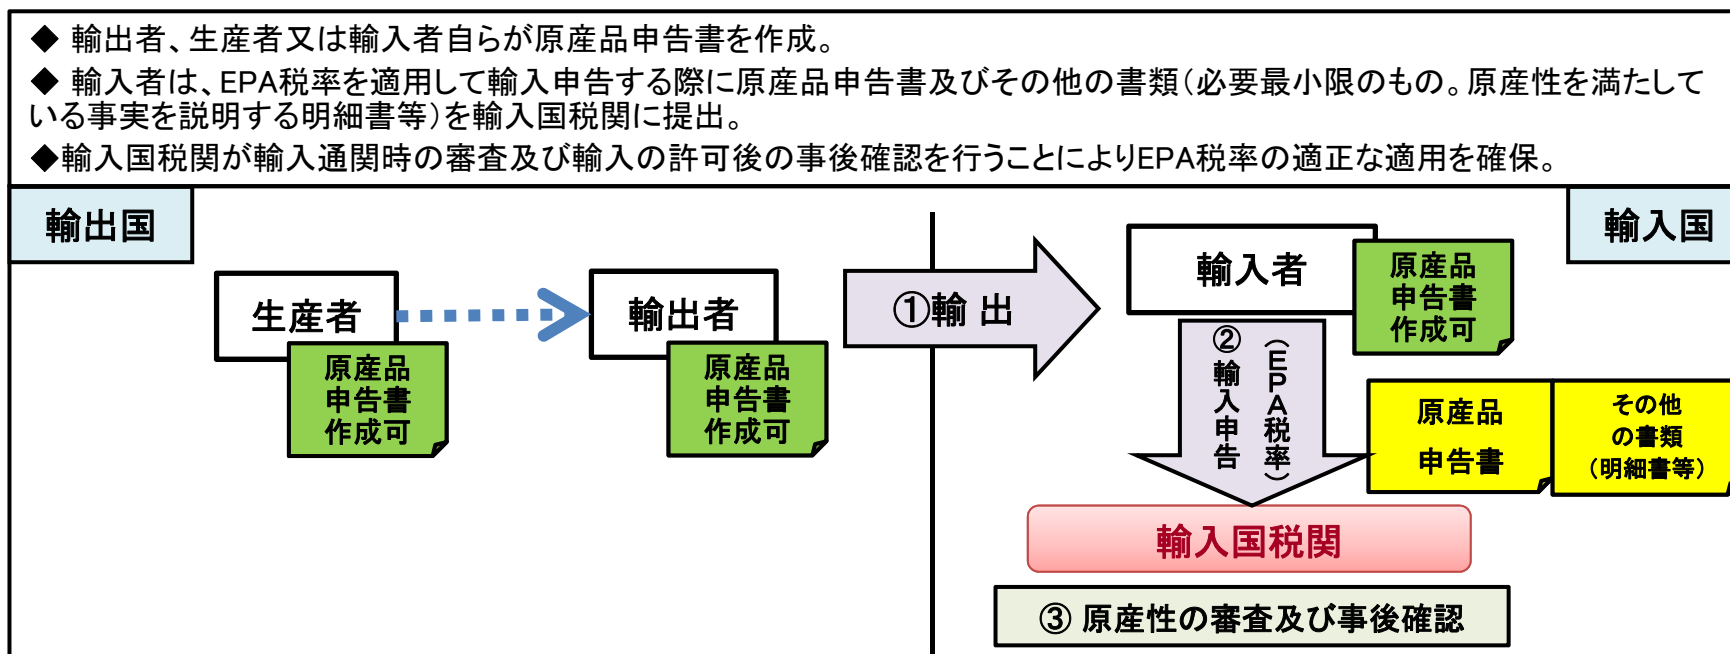 ◆ 輸出者、生産者又は輸入者自らが原産品申告書を作成。
◆ 輸入者は、EPA税率を適用して輸入申告する際に原産品申告書及びその他の書類(必要最小限のもの。原産性を満たして
いる事実を説明する明細書等)を輸入国税関に提出。
◆輸入国税関が輸入通関時の審査及び輸入の許可後の事後確認を行うことによりEPA税率の適正な適用を確保。
輸出国
輸入国
生産者
原産品
申告書
作成可
輸出者
原産品
申告書
作成可
①輸 出
輸入者
原産品
申告書
作成可
②輸入申告
(EPA税率)
原産品
申告書
その他
の書類
(明細書等)
輸入国税関
③ 原産性の審査及び事後確認